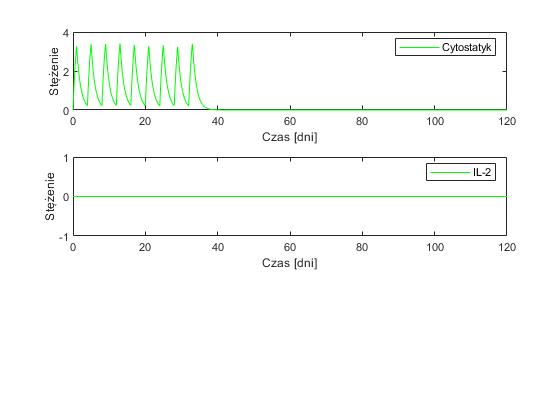 4
2
0
Stężenie
Cytostatyk
0 20 40 60 80 100 120
Czas [dni]
1
0
-1
Stężenie
IL-2
0 20 40 60 80 100 120
Czas [dni]